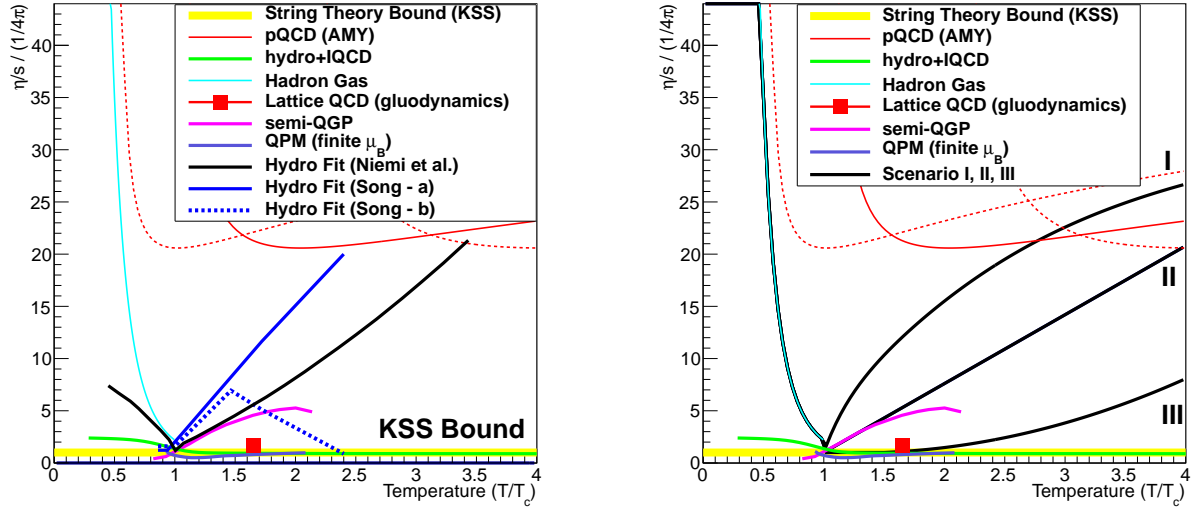 η/s / (1/4π)
40
35
30
25
20
15
10
5
0
String Theory Bound (KSS)
pQCD (AMY)
hydro+lQCD
Hadron Gas
Lattice QCD (gluodynamics)
semi-QGP
QPM (finite μB)
Hydro Fit (Niemi et al.)
Hydro Fit (Song - a)
Hydro Fit (Song - b)
KSS Bound
0 0.5 1 1.5 2 2.5 3 3.5 4
Temperature (T/Tc)
η/s / (1/4π)
40
35
30
25
20
15
10
5
0
String Theory Bound (KSS)
pQCD (AMY)
hydro+lQCD
Hadron Gas
Lattice QCD (gluodynamics)
semi-QGP
QPM (finite μB)
Scenario I, II, III
I
II
III
0 0.5 1 1.5 2 2.5 3 3.5 4
Temperature (T/Tc)